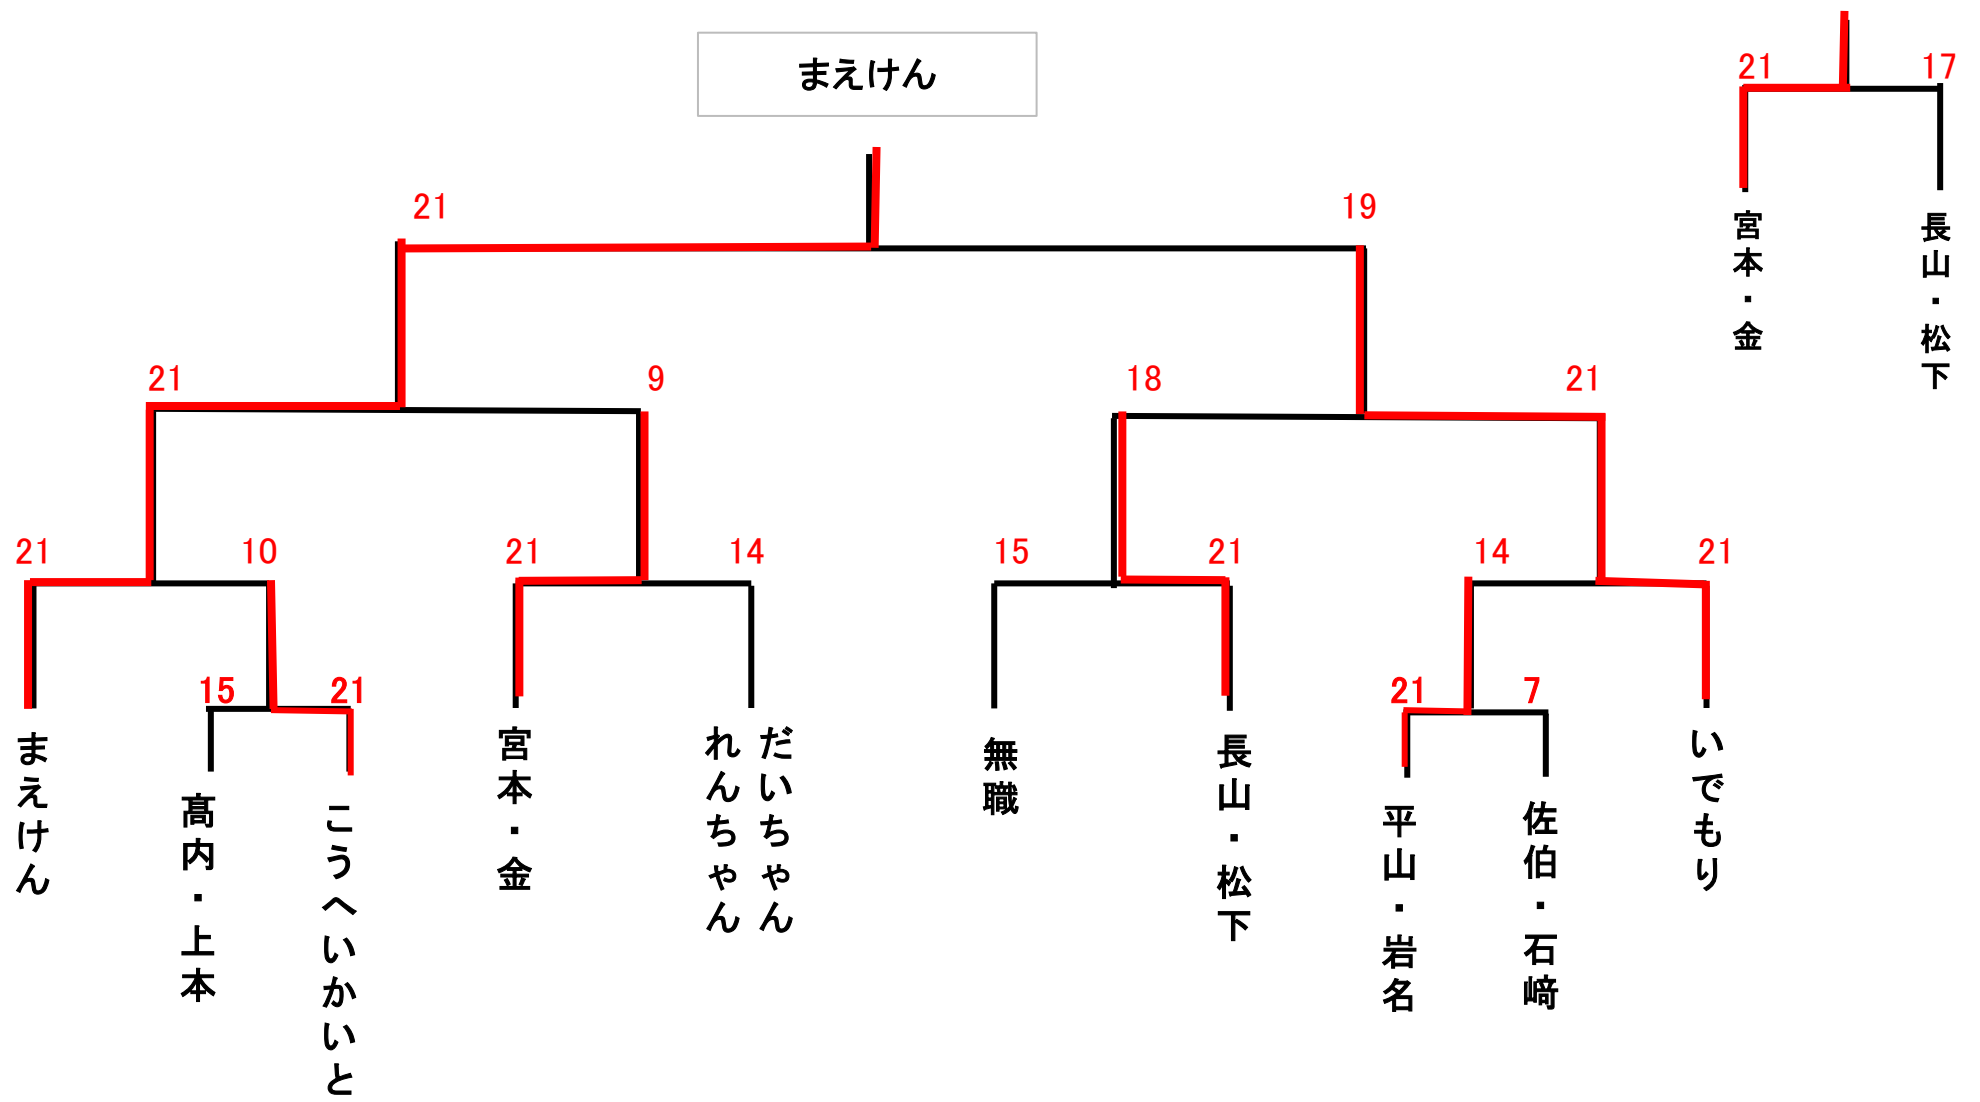 まえけん
21
17
宮本・金
長山・松下
21
19
21
9
18
21
21
10
21
14
15
21
14
21
15
21
21
7
まえけん
髙内・上本
こうへいかいと
宮本・金
だいちゃん
れんちゃん
無職
長山・松下
平山・岩名
佐伯・石﨑
いでもり